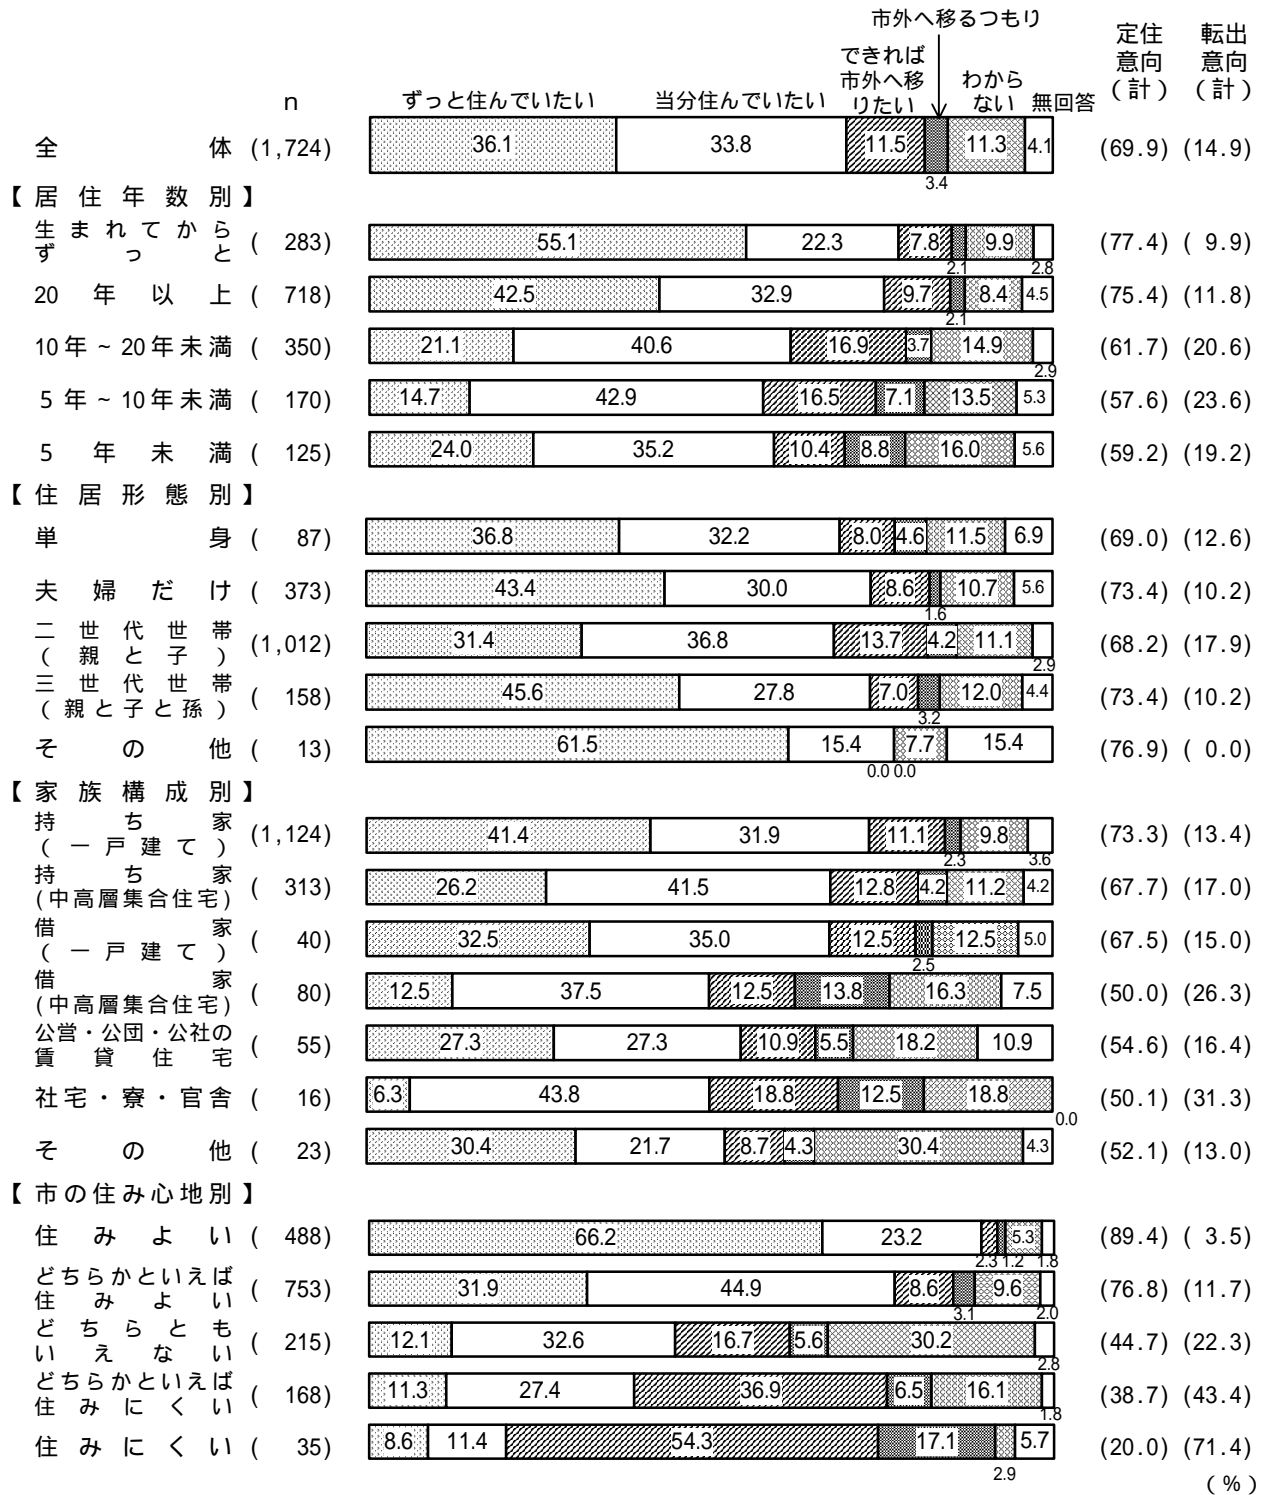 市外へ移るつもり
定住 転出
できれば 意向 意向
市外へ移 わから (計) (計)
n ずっと住んでいたい 当分住んでいたい りたい ない 無回答
全体 (1,724) 36.1 33.8 11.5 11.3 4.1 (69.9) (14.9)
3.4
【居住年数別】
生まれてから
ずっと ( 283) 55.1 22.3 7.8 9.9 (77.4) ( 9.9)
2.1 2.8
20年以上 ( 718) 42.5 32.9 9.7 8.4 4.5 (75.4) (11.8)
2.1
10年~20年未満 ( 350) 21.1 40.6 16.9 3.7 14.9 (61.7) (20.6)
2.9
5年~10年未満 ( 170) 14.7 42.9 16.5 7.1 13.5 5.3 (57.6) (23.6)
5年未満 ( 125) 24.0 35.2 10.4 8.8 16.0 5.6 (59.2) (19.2)
【住居形態別】
単身 ( 87) 36.8 32.2 8.0 4.6 11.5 6.9 (69.0) (12.6)
夫婦だけ ( 373) 43.4 30.0 8.6 10.7 5.6 (73.4) (10.2)
1.6
二世代世帯
(親と子) (1,012) 31.4 36.8 13.7 4.2 11.1 (68.2) (17.9)
2.9
三世代世帯
(親と子と孫) ( 158) 45.6 27.8 7.0 12.0 4.4 (73.4) (10.2)
3.2
その他 ( 13) 61.5 15.4 7.7 15.4 (76.9) ( 0.0)
0.0 0.0
【家族構成別】
持ち家
(一戸建て) (1,124) 41.4 31.9 11.1 9.8 (73.3) (13.4)
2.3 3.6
持ち家
(中高層集合住宅) ( 313) 26.2 41.5 12.8 4.2 11.2 4.2 (67.7) (17.0)
借家
(一戸建て) ( 40) 32.5 35.0 12.5 12.5 5.0 (67.5) (15.0)
2.5
借家
(中高層集合住宅) ( 80) 12.5 37.5 12.5 13.8 16.3 7.5 (50.0) (26.3)
公営・公団・公社の
賃貸住宅 ( 55) 27.3 27.3 10.9 5.5 18.2 10.9 (54.6) (16.4)
社宅・寮・官舎 ( 16) 6.3 43.8 18.8 12.5 18.8 (50.1) (31.3)
0.0
その他 ( 23) 30.4 21.7 8.7 4.3 30.4 4.3 (52.1) (13.0)
【市の住み心地別】
住みよい ( 488) 66.2 23.2 5.3 (89.4) ( 3.5)
2.3 1.2 1.8
どちらかといえば
住みよい ( 753) 31.9 44.9 8.6 9.6 (76.8) (11.7)
3.1 2.0
どちらとも
いえない ( 215) 12.1 32.6 16.7 5.6 30.2 (44.7) (22.3)
2.8
どちらかといえば
住みにくい ( 168) 11.3 27.4 36.9 6.5 16.1 (38.7) (43.4)
1.8
住みにくい ( 35) 8.6 11.4 54.3 17.1 5.7 (20.0) (71.4)
2.9
(%)